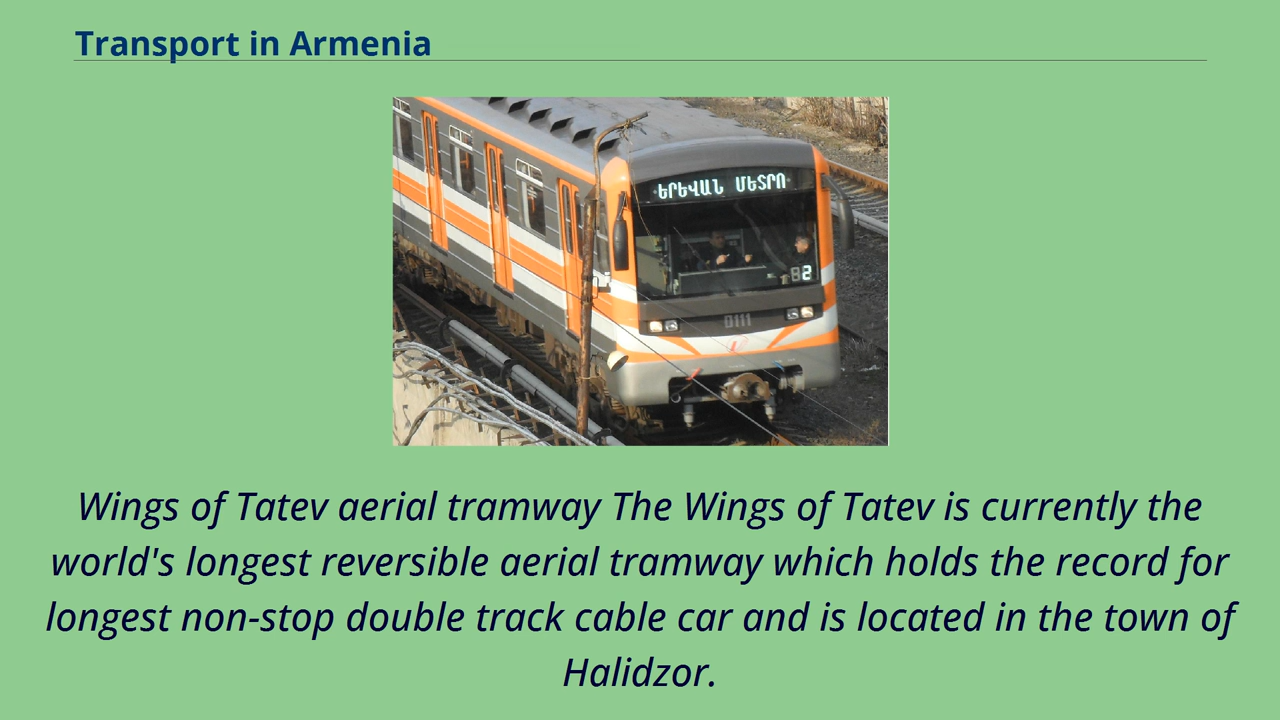 Transport in Armenia
ԵՐԵՎԱՆ ՄԵՏՐՈ
82
0111
Wings of Tatev aerial tramway The Wings of Tatev is currently the
world's longest reversible aerial tramway which holds the record for
longest non-stop double track cable car and is located in the town of
Halidzor.